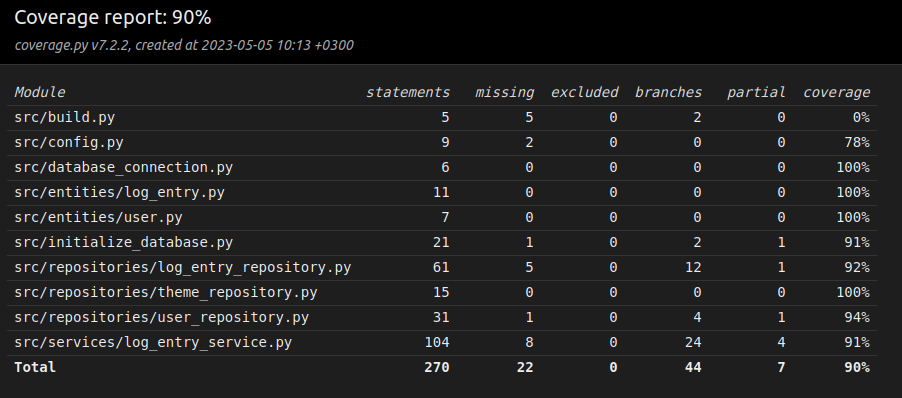 Coverage report: 90%
coverage.py v7.2.2, created at 2023-05-05 10:13 +0300
Module statements missing excluded branches partial coverage
src/build.py 5 5 0 2 0 0%
src/config.py 9 2 0 0 0 78%
src/database_connection.py 6 0 0 0 0 100%
src/entities/log_entry.py 11 0 0 0 0 100%
src/entities/user.py 7 0 0 0 0 100%
src/initialize_database.py 21 1 0 2 1 91%
src/repositories/log_entry_repository.py 61 5 0 12 1 92%
src/repositories/theme_repository.py 15 0 0 0 0 100%
src/repositories/user_repository.py 31 1 0 4 1 94%
src/services/log_entry_service.py 104 8 0 24 4 91%
Total 270 22 0 44 7 90%